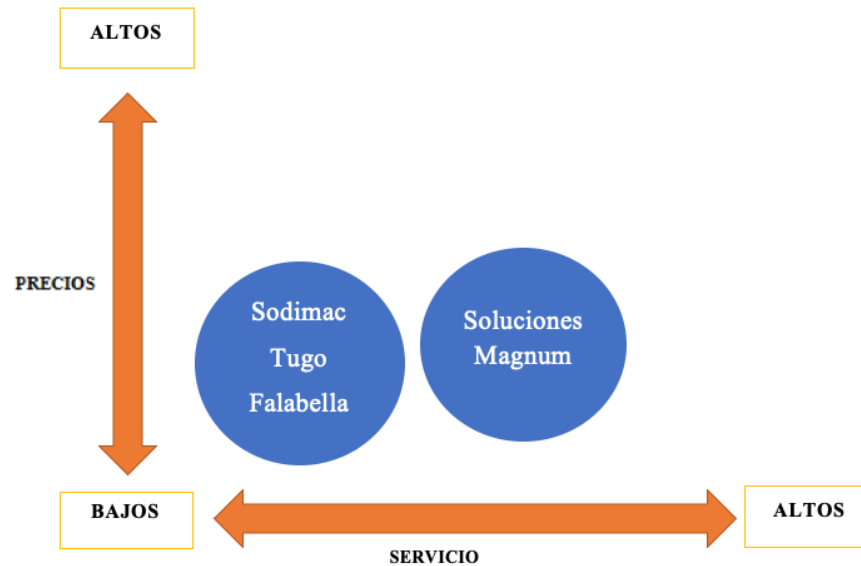 ALTOS
PRECIOS
Sodimac
Tugo
Falabella
Soluciones
Magnum
BAJOS
ALTOS
SERVICIO